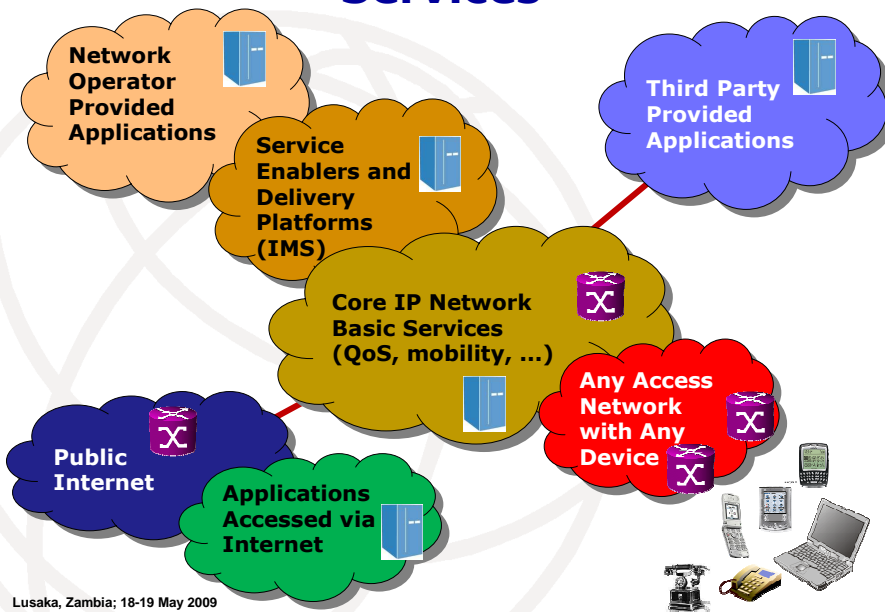 Services
Network
Operator
Provided
Applications
Third Party
Provided
Applications
Service
Enablers and
Delivery
Platforms
(IMS)
Core IP Network
Basic Services
(QoS, mobility, ...)
Any Access
Network
with Any
Device
Public
Internet
Applications
Accessed via
Internet
Lusaka, Zambia; 18-19 May 2009